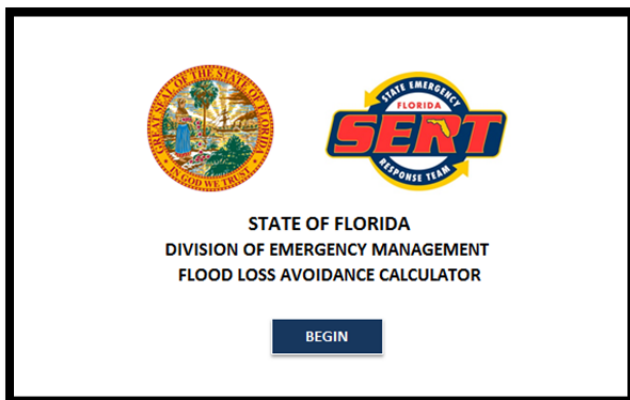 GREAT SEAL OF THE STATE OF FLORIDA
IN GOD WE TRUST
STATE EMERGENCY
FLORIDA
SERT
RESPONSE TEAM
STATE OF FLORIDA
DIVISION OF EMERGENCY MANAGEMENT
FLOOD LOSS AVOIDANCE CALCULATOR
BEGIN